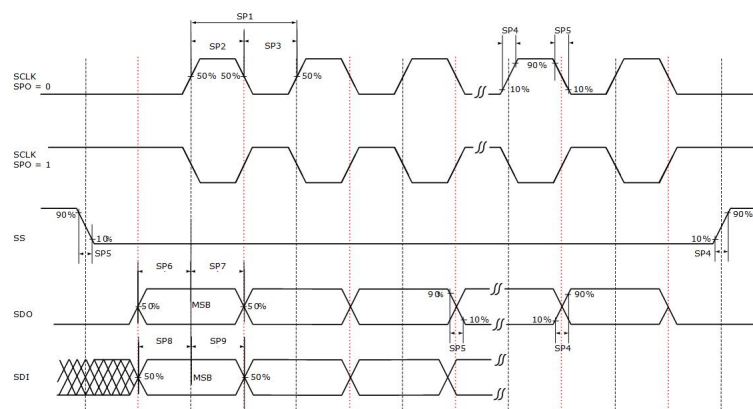 SP1
SP4 SP5
SP2 SP3
SCLK
SPO = 0
50% 50% 50% 90%
10% 10%
SCLK
SPO = 1
90% 90%
SS 10% 10%
SP5 SP4
SP6 SP7
90% 90%
SDO 50% MSB 50%
10% 10%
SP5 SP4
SP8 SP9
SDI 50% MSB 50%